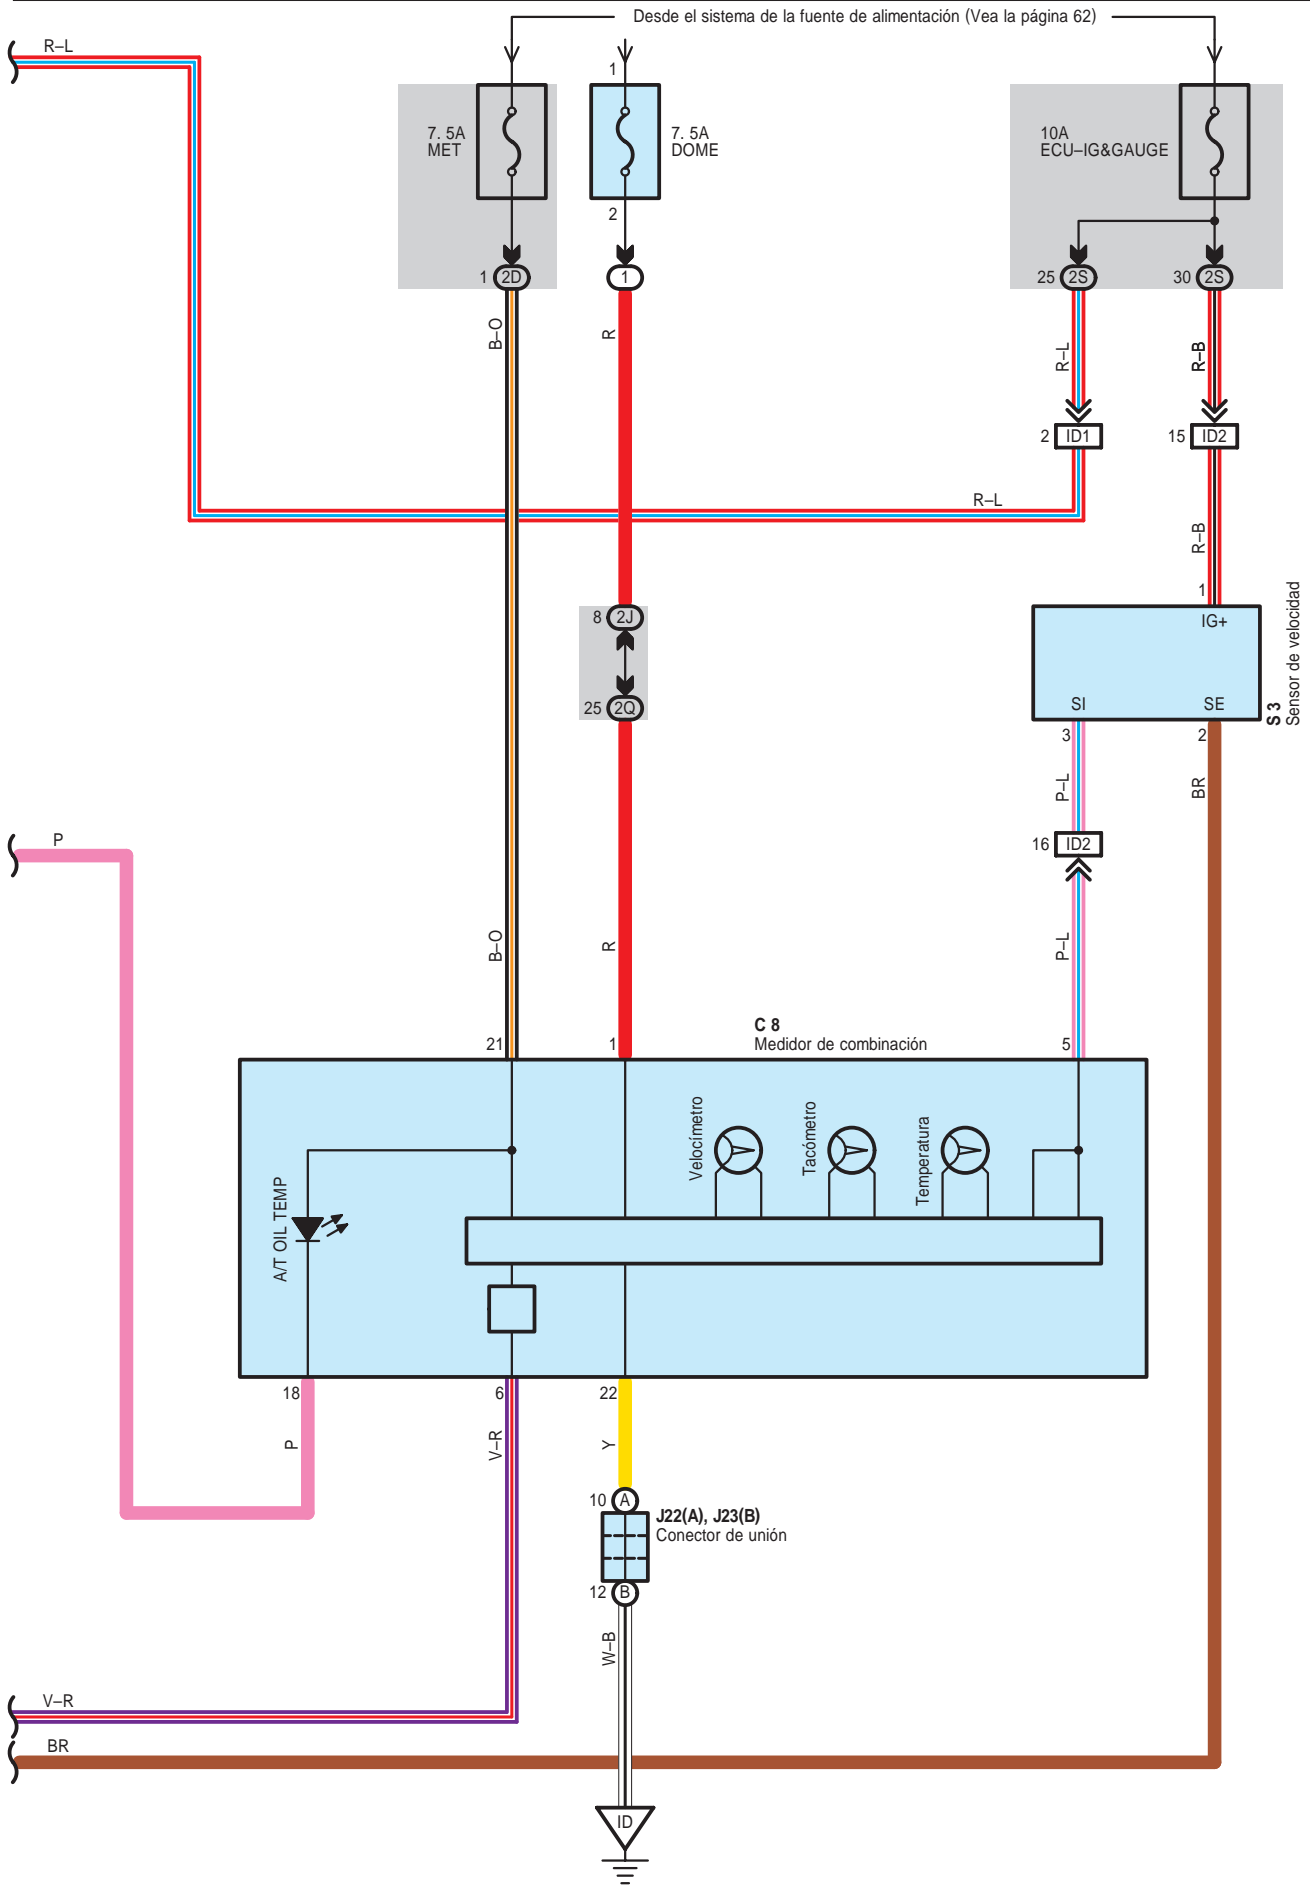 Desde el sistema de la fuente de alimentación (Vea la página 62)
R–L
1
7. 5A
MET
7. 5A
DOME
10A
ECU–IG&GAUGE
2
1 2D
1
25 2S
30 2S
B–O
R
R–L
R–B
2 ID1
15 ID2
R–L
R–B
1
8 2J
IG+
25 2Q
SI
SE
S 3
Sensor de velocidad
3
2
P–L
BR
P
16 ID2
B–O
R
P–L
C 8
Medidor de combinación
21
1
5
Velocímetro
Tacómetro
Temperatura
A/T OIL TEMP
18
6
22
P
V–R
Y
10 A
J22(A), J23(B)
Conector de unión
12 B
W–B
V–R
BR
ID